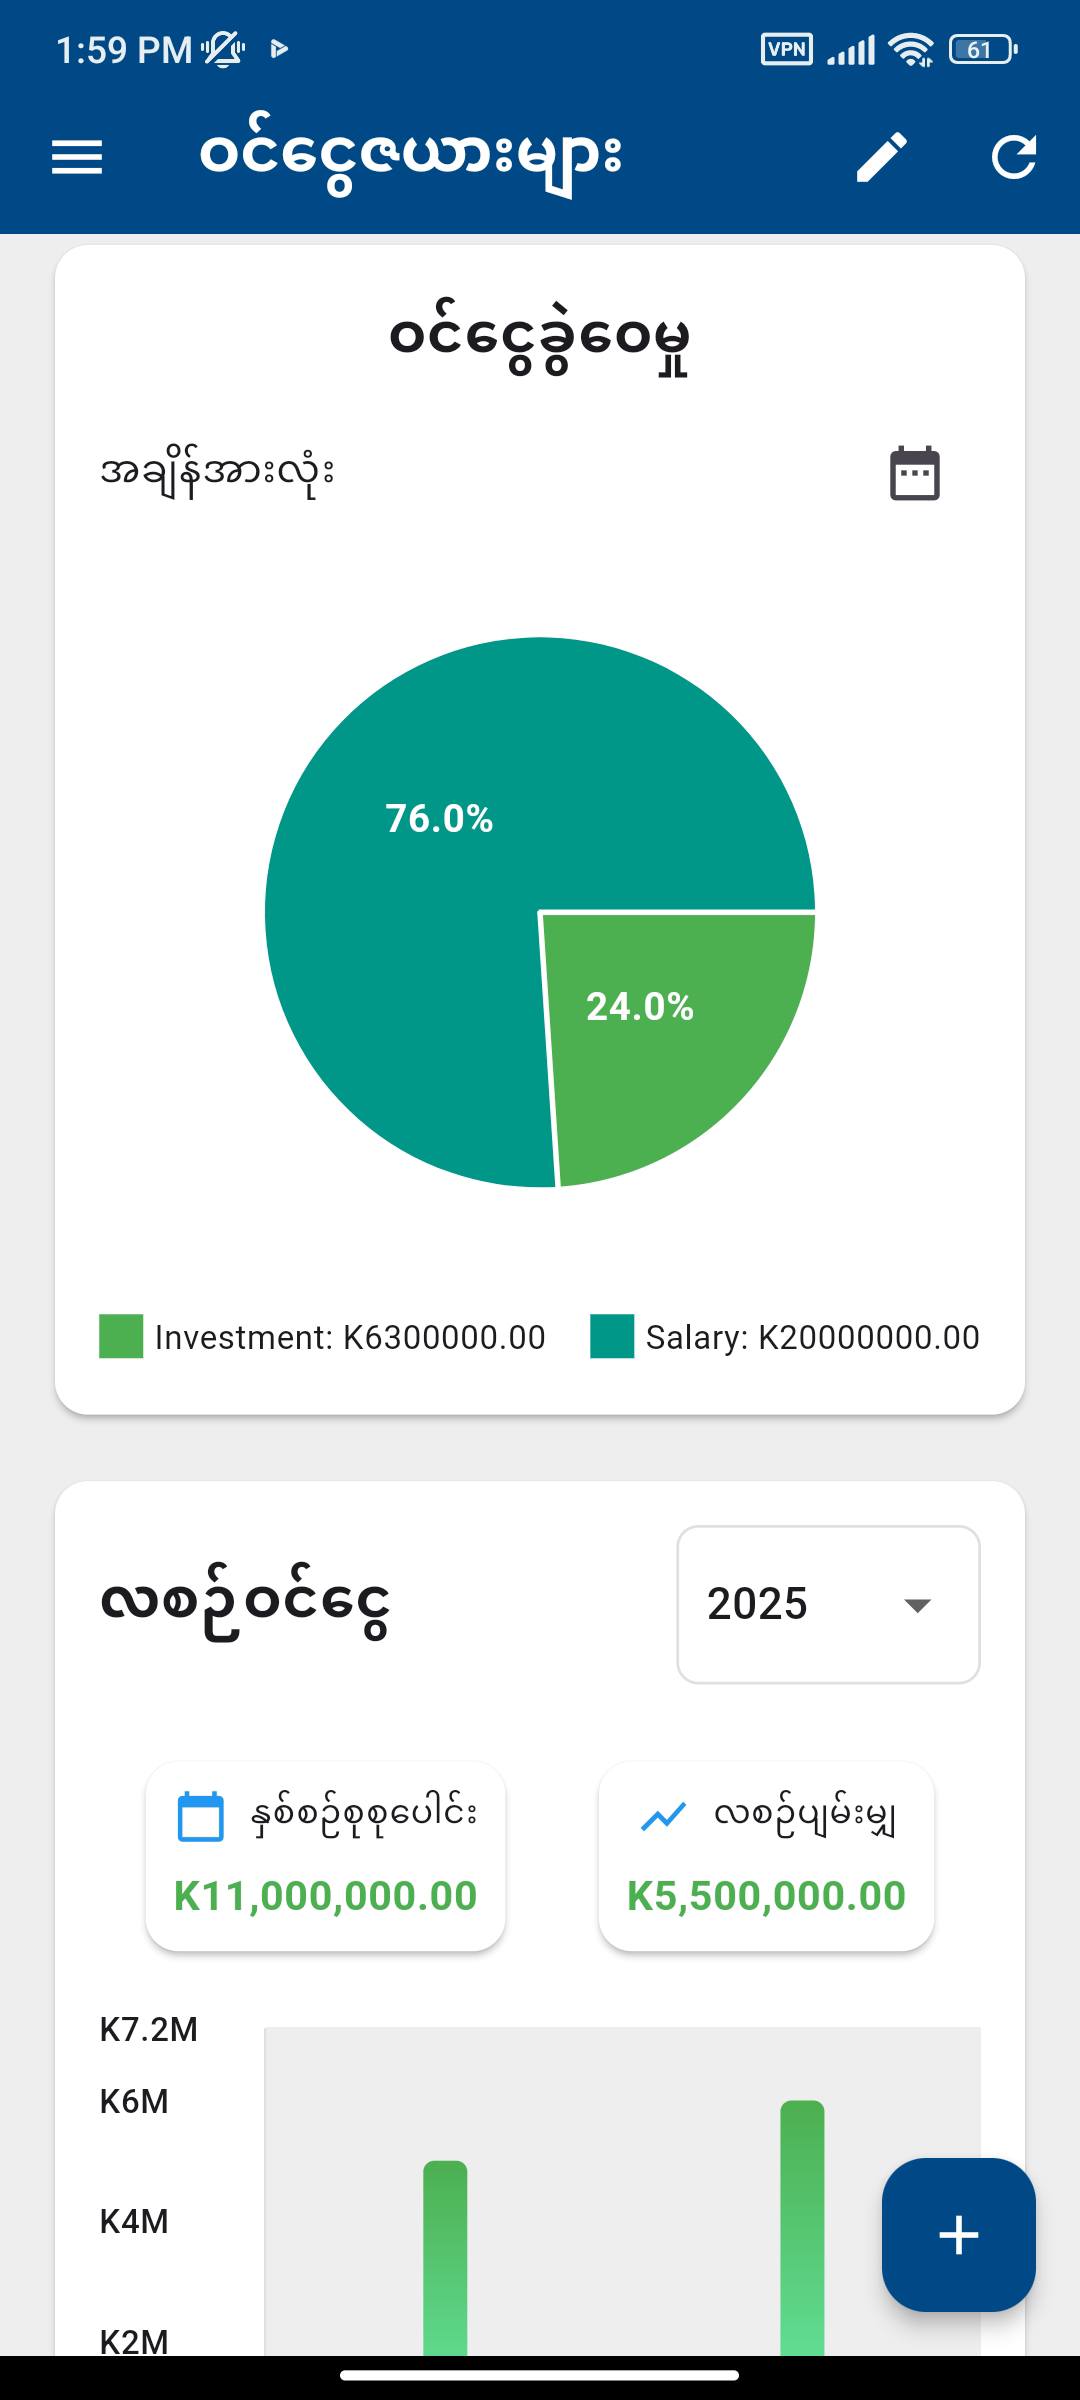 1:59 PM
VPN
61
ဝင်ငွေဇယားများ
ဝင်ငွေခွဲဝေမှု
အချိန်အားလုံး
76.0%
24.0%
Investment: K6300000.00
Salary: K20000000.00
လစဉ်ဝင်ငွေ
2025
နှစ်စဉ်စုစုပေါင်း
K11,000,000.00
လစဉ်ပျမ်းမျှ
K5,500,000.00
K7.2M
K6M
K4M
K2M